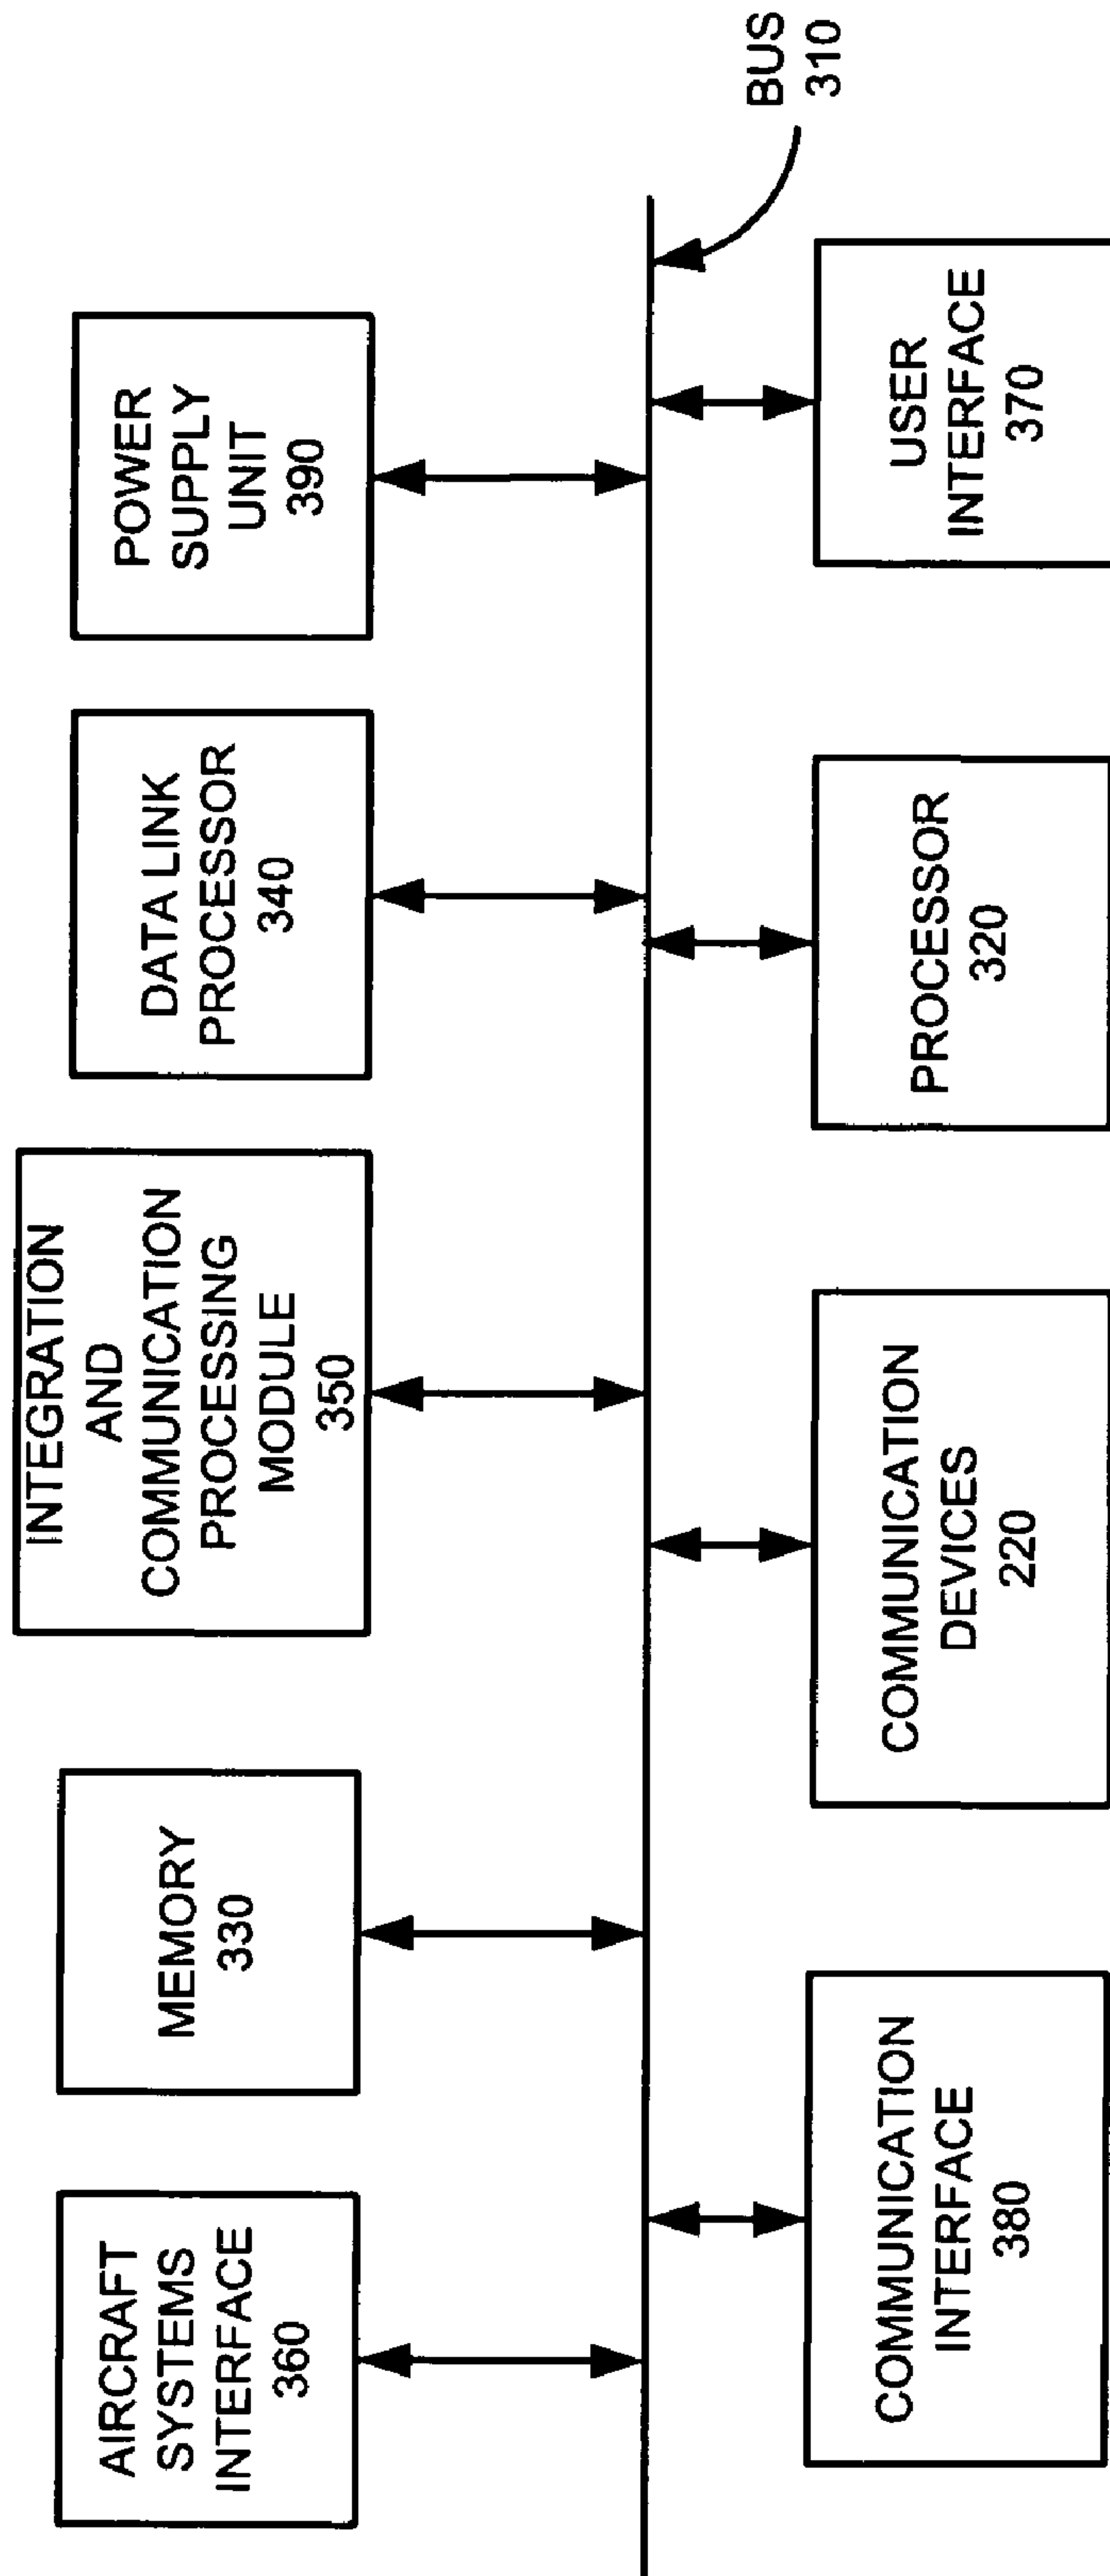 AIRCRAFT
SYSTEMS
INTERFACE
360
MEMORY
330
INTEGRATION
AND
COMMUNICATION
PROCESSING
MODULE
350
DATA LINK
PROCESSOR
340
POWER
SUPPLY
UNIT
390
BUS
310
COMMUNICATION
INTERFACE
380
COMMUNICATION
DEVICES
220
PROCESSOR
320
USER
INTERFACE
370